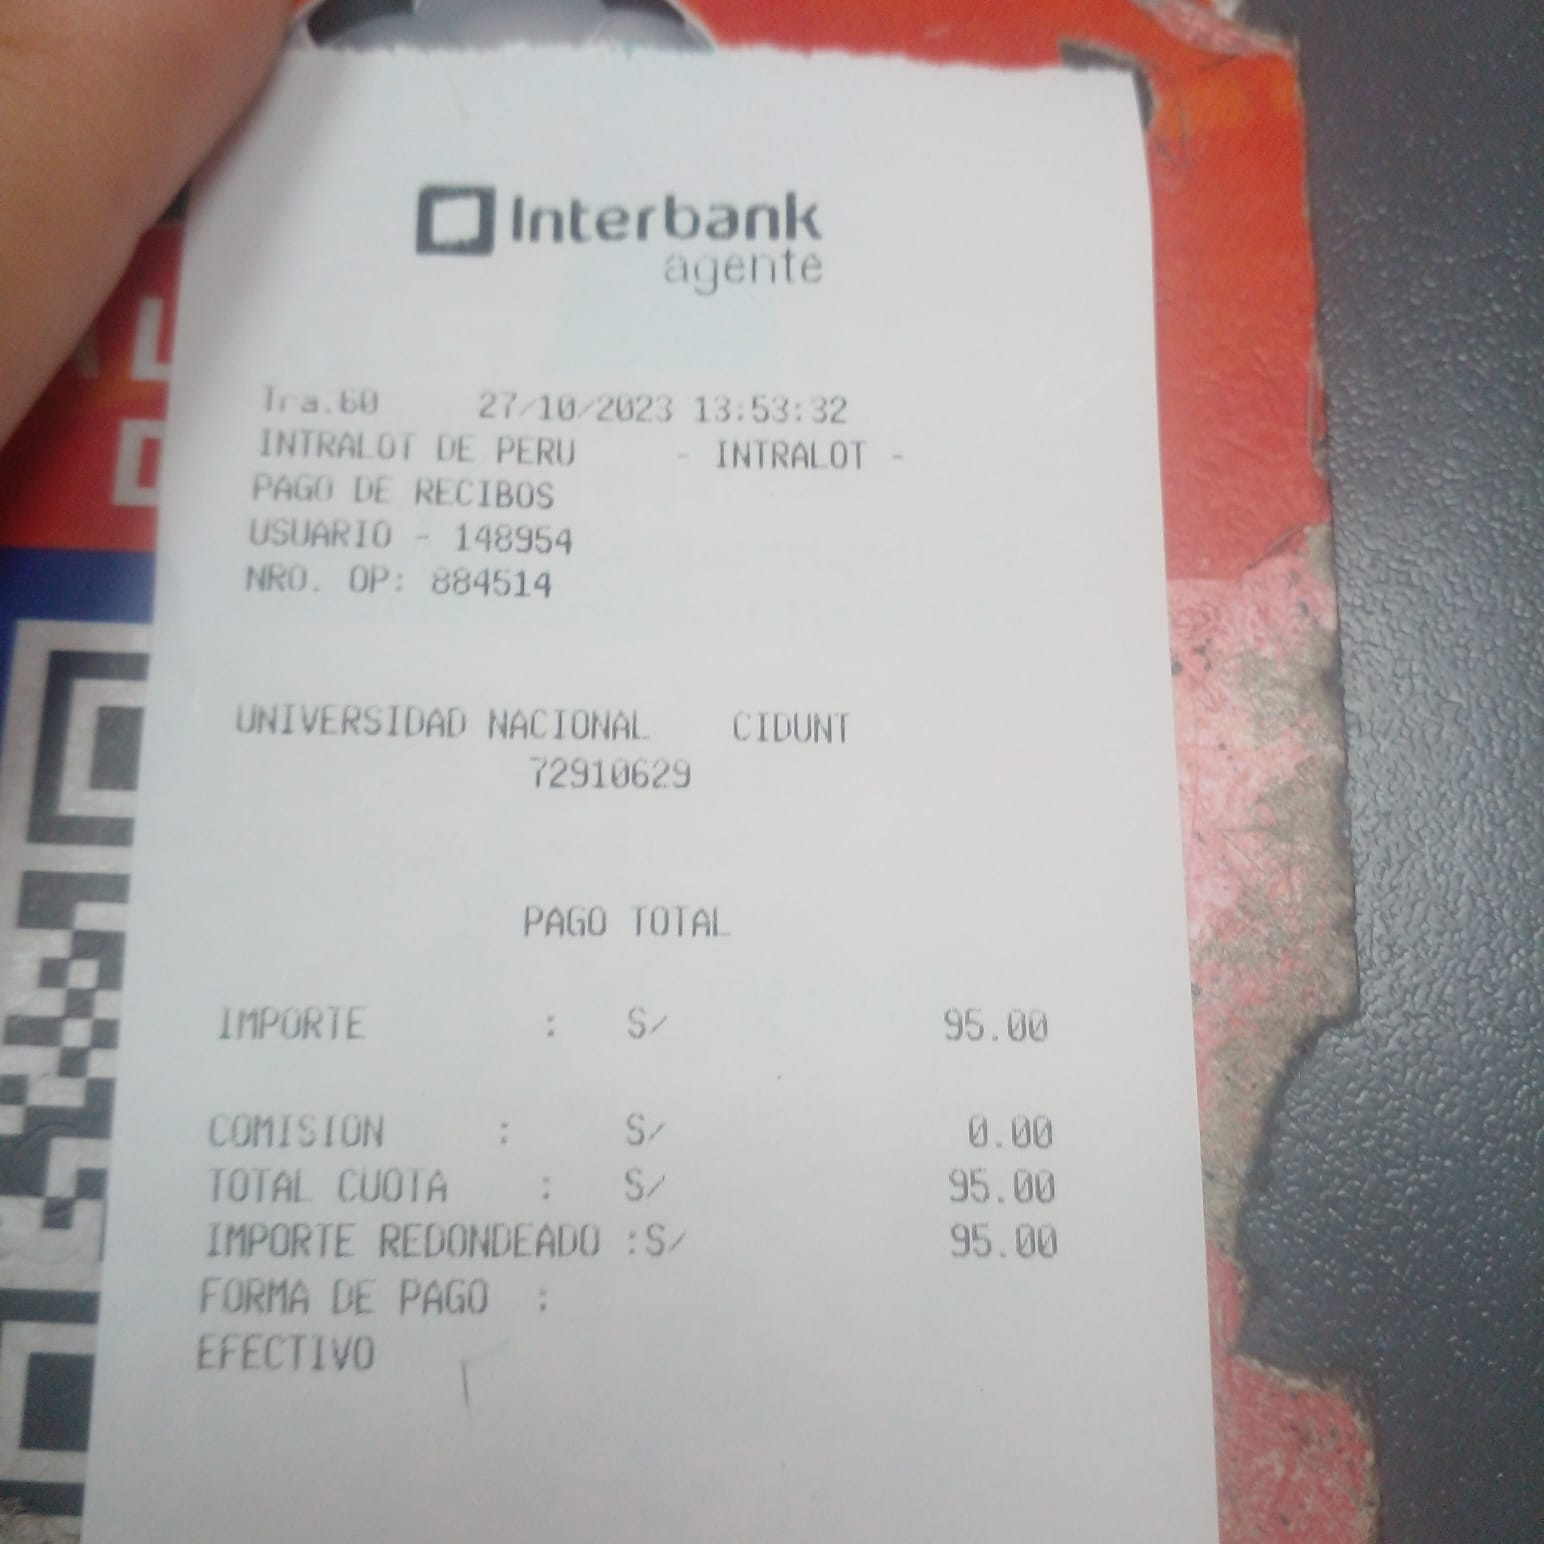 Interbank
agente
Tra.60 27/10/2023 13:53:32
INTRALOT DE PERU - INTRALOT -
PAGO DE RECIBOS
USUARIO - 148954
NRO. OP: 884514
UNIVERSIDAD NACIONAL CIDUNT
72910629
PAGO TOTAL
IMPORTE : S/ 95.00
COMISION : S/ 0.00
TOTAL CUOTA : S/ 95.00
IMPORTE REDONDEADO :S/ 95.00
FORMA DE PAGO :
EFECTIVO